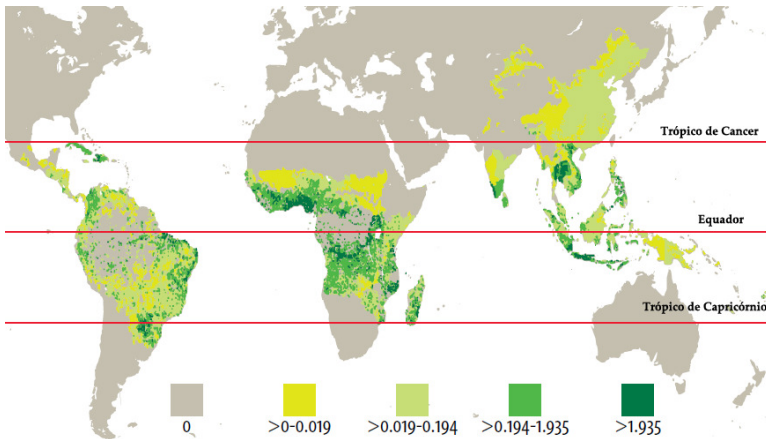 Trópico de Cancer
Equador
Trópico de Capricórnio
0
>0-0.019
>0.019-0.194
>0.194-1.935
>1.935